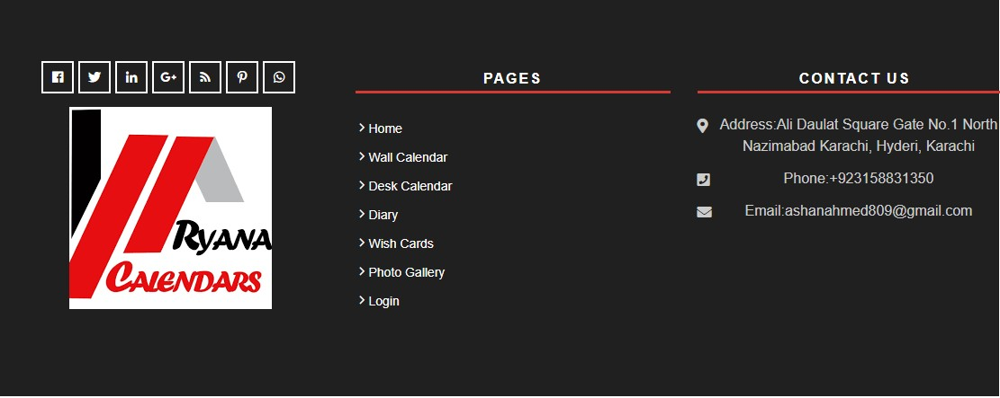 RYANA
CALENDARS
PAGES
Home
Wall Calendar
Desk Calendar
Diary
Wish Cards
Photo Gallery
Login
CONTACT US
Address:Ali Daulat Square Gate No.1 North
Nazimabad Karachi, Hyderi, Karachi
Phone:+923158831350
Email:ashanahmed809@gmail.com